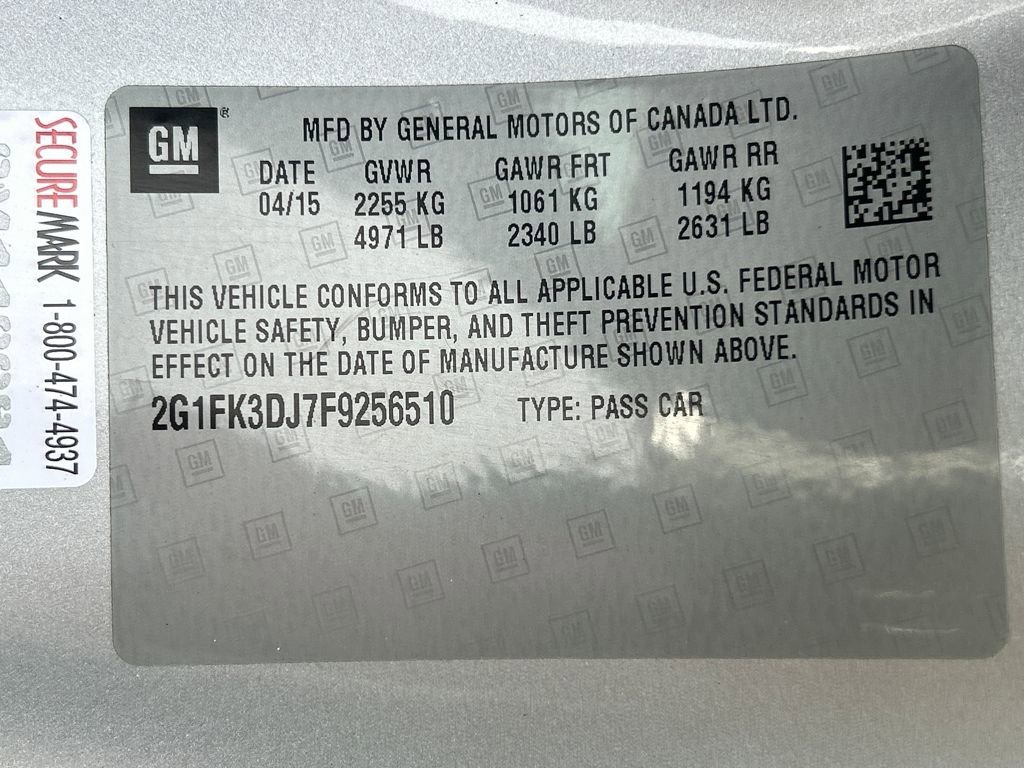 GM®
MFD BY GENERAL MOTORS OF CANADA LTD.
DATE GVWR GAWR FRT GAWR RR
04/15 2255 KG 1061 KG 1194 KG
4971 LB 2340 LB 2631 LB
THIS VEHICLE CONFORMS TO ALL APPLICABLE U.S. FEDERAL MOTOR
VEHICLE SAFETY, BUMPER, AND THEFT PREVENTION STANDARDS IN
EFFECT ON THE DATE OF MANUFACTURE SHOWN ABOVE.
2G1FK3DJ7F9256510 TYPE: PASS CAR
SECUREMARK 1-800-474-4937